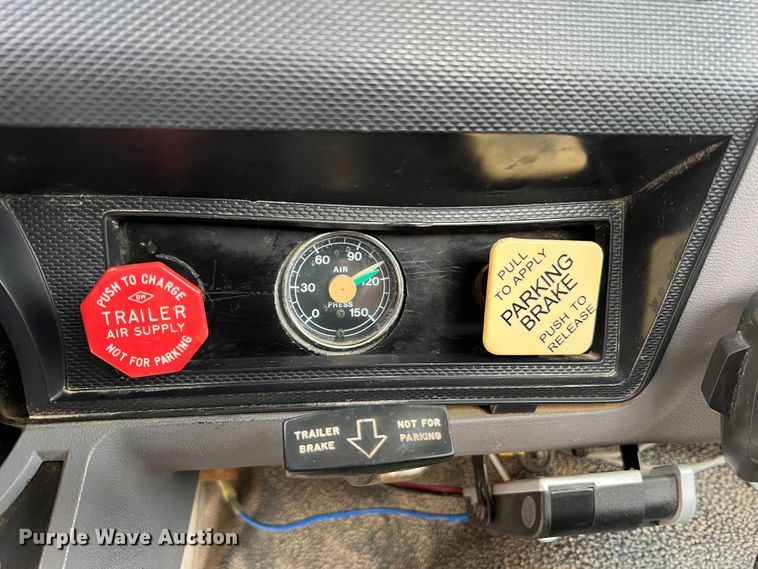 PUSH TO CHARGE
BW
TRAILER
AIR SUPPLY
NOT FOR PARKING
60 90
AIR
30 120
PRESS
0 150
PULL
TO APPLY
PARKING
BRAKE
PUSH TO
RELEASE
TRAILER
BRAKE
NOT FOR
PARKING
Purple Wave Auction